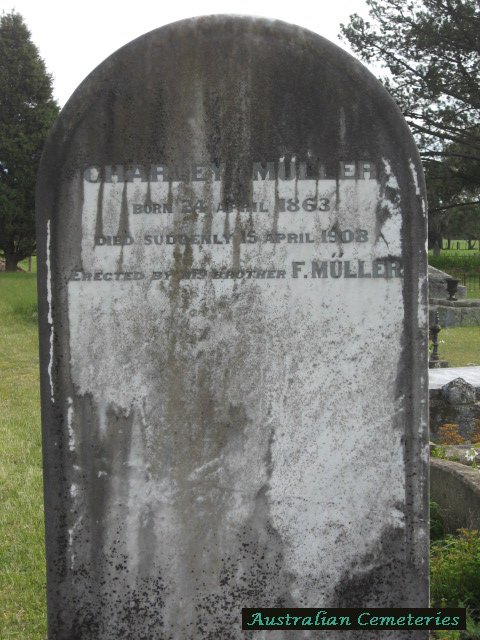 CHARLEY MÜLLER
BORN 24 APRIL 1863
DIED SUDDENLY 15 APRIL 1908
ERECTED BY HIS BROTHER F. MÜLLER
Australian Cemeteries